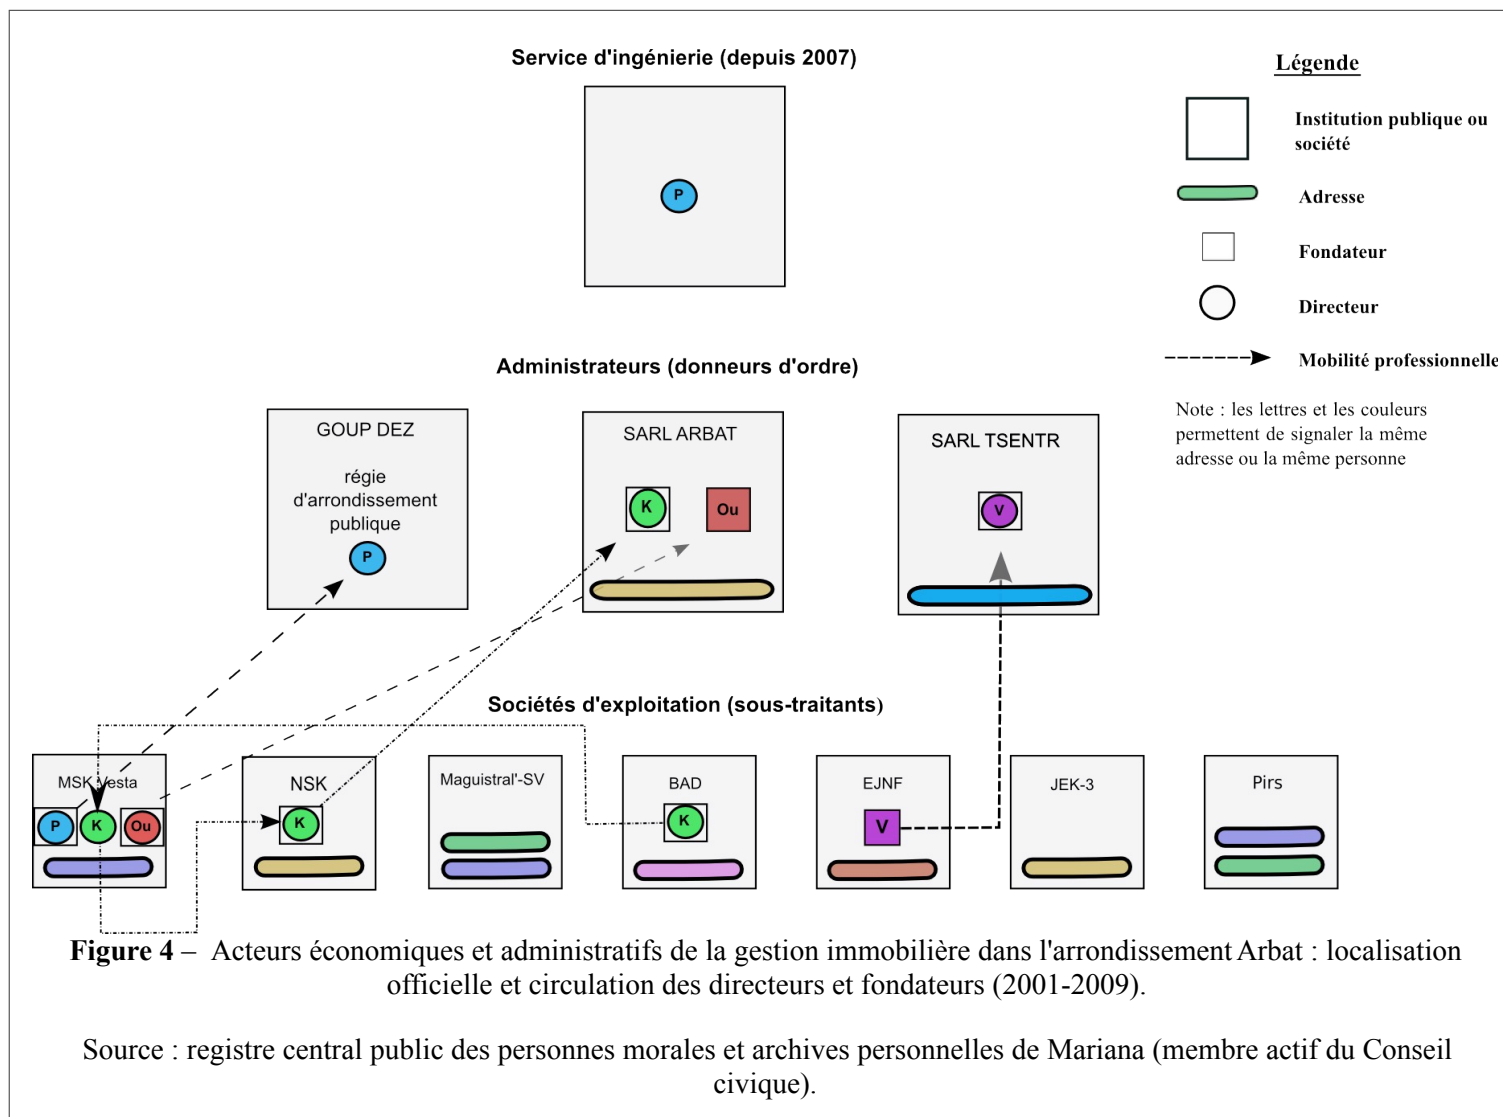 Service d'ingénierie (depuis 2007)
P
Légende
Institution publique ou
société
Adresse
Fondateur
Directeur
Mobilité professionnelle
Note : les lettres et les couleurs
permettent de signaler la même
adresse ou la même personne
Administrateurs (donneurs d'ordre)
GOUP DEZ
régie
d'arrondissement
publique
P
SARL ARBAT
K
Ou
SARL TSENTR
V
Sociétés d'exploitation (sous-traitants)
MSK-Vesta
P
K
Ou
NSK
K
Maguistral'-SV
BAD
K
EJNF
V
JEK-3
Pirs
Figure 4 – Acteurs économiques et administratifs de la gestion immobilière dans l'arrondissement Arbat : localisation
officielle et circulation des directeurs et fondateurs (2001-2009).
Source : registre central public des personnes morales et archives personnelles de Mariana (membre actif du Conseil
civique).